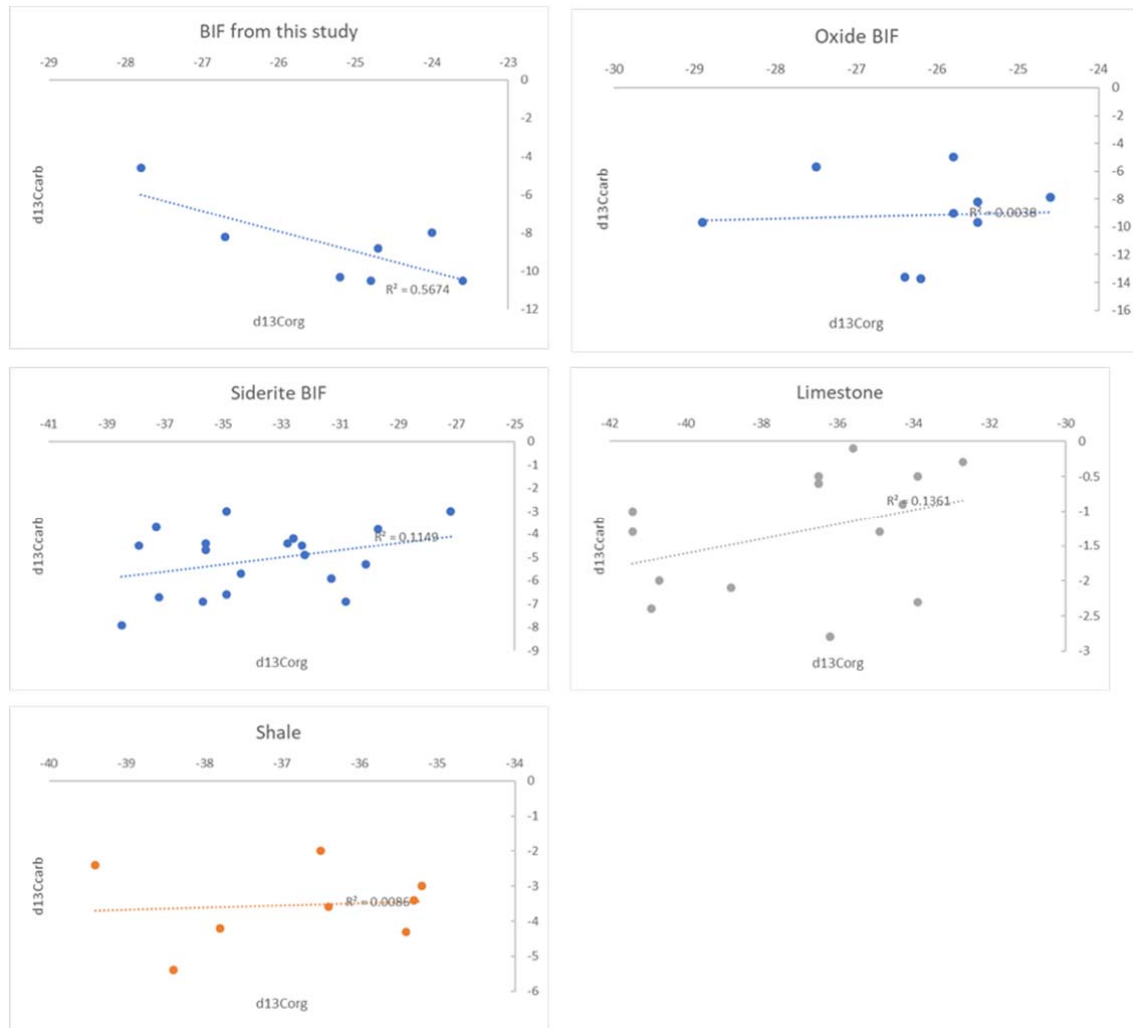 BIF from this study
-29 -28 -27 -26 -25 -24 -23
0
-2
-4
-6
-8
-10
-12
d13Ccarb
R² = 0.5674
d13Corg
Oxide BIF
-30 -29 -28 -27 -26 -25 -24
0
-2
-4
-6
-8
-10
-12
-14
-16
d13Ccarb
R² = 0.0038
d13Corg
Siderite BIF
-41 -39 -37 -35 -33 -31 -29 -27 -25
0
-1
-2
-3
-4
-5
-6
-7
-8
-9
d13Ccarb
R² = 0.1149
d13Corg
Limestone
-42 -40 -38 -36 -34 -32 -30
0
-0.5
-1
-1.5
-2
-2.5
-3
d13Ccarb
R² = 0.1361
d13Corg
Shale
-40 -39 -38 -37 -36 -35 -34
0
-1
-2
-3
-4
-5
-6
d13Ccarb
R² = 0.0086
d13Corg